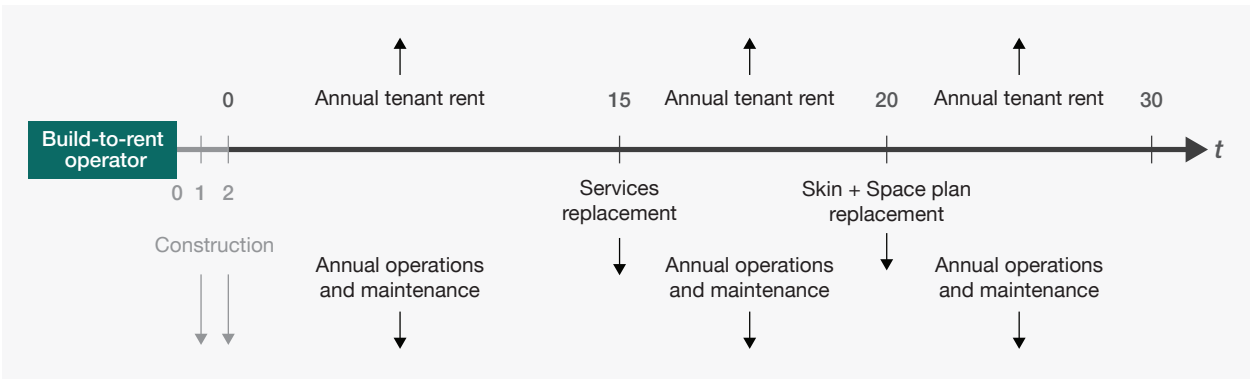 0
Annual tenant rent
15
Annual tenant rent
20
Annual tenant rent
30
Build-to-rent
operator
t
0 1 2
Services
replacement
Skin + Space plan
replacement
Construction
Annual operations
and maintenance
Annual operations
and maintenance
Annual operations
and maintenance